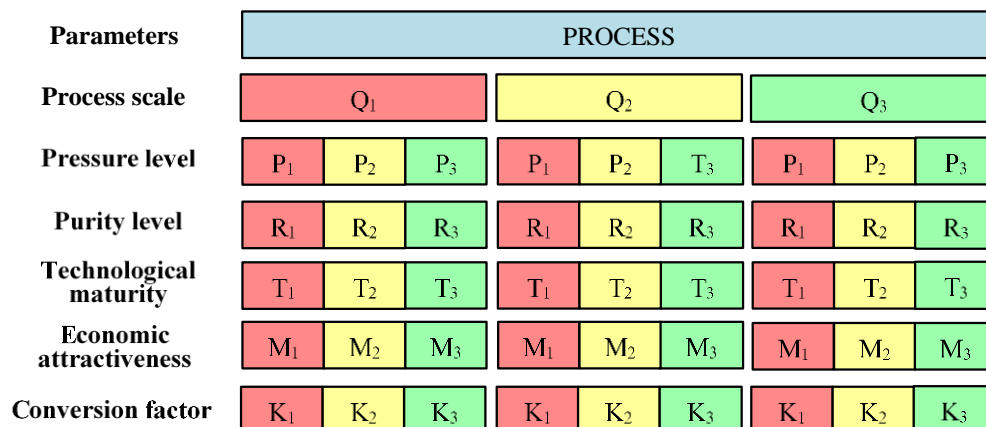 Parameters PROCESS
Process scale Q₁ Q₂ Q₃
Pressure level P₁ P₂ P₃ P₁ P₂ T₃ P₁ P₂ P₃
Purity level R₁ R₂ R₃ R₁ R₂ R₃ R₁ R₂ R₃
Technological
maturity T₁ T₂ T₃ T₁ T₂ T₃ T₁ T₂ T₃
Economic
attractiveness M₁ M₂ M₃ M₁ M₂ M₃ M₁ M₂ M₃
Conversion factor K₁ K₂ K₃ K₁ K₂ K₃ K₁ K₂ K₃